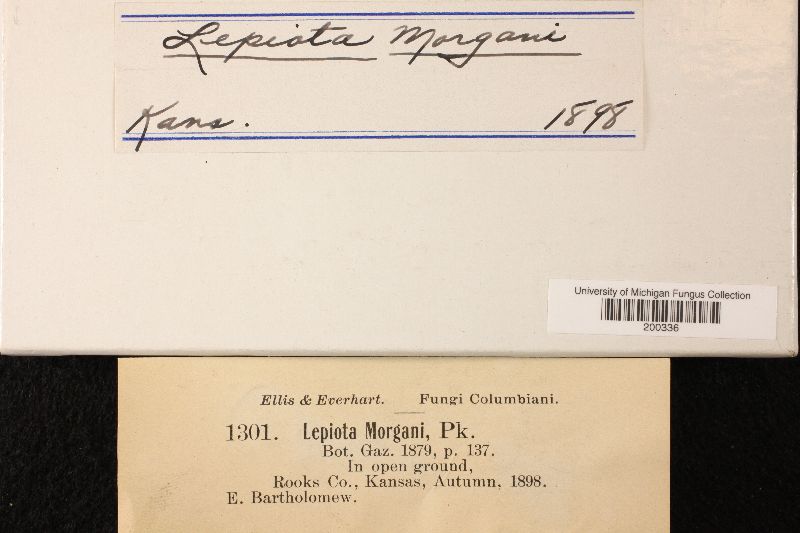 Lepiota Morgani
Kans. 1898
University of Michigan Fungus Collection
200336
Ellis & Everhart. Fungi Columbiani.
1301. Lepiota Morgani, Pk.
Bot. Gaz. 1879, p. 137.
In open ground,
Rooks Co., Kansas, Autumn, 1898.
E. Bartholomew.